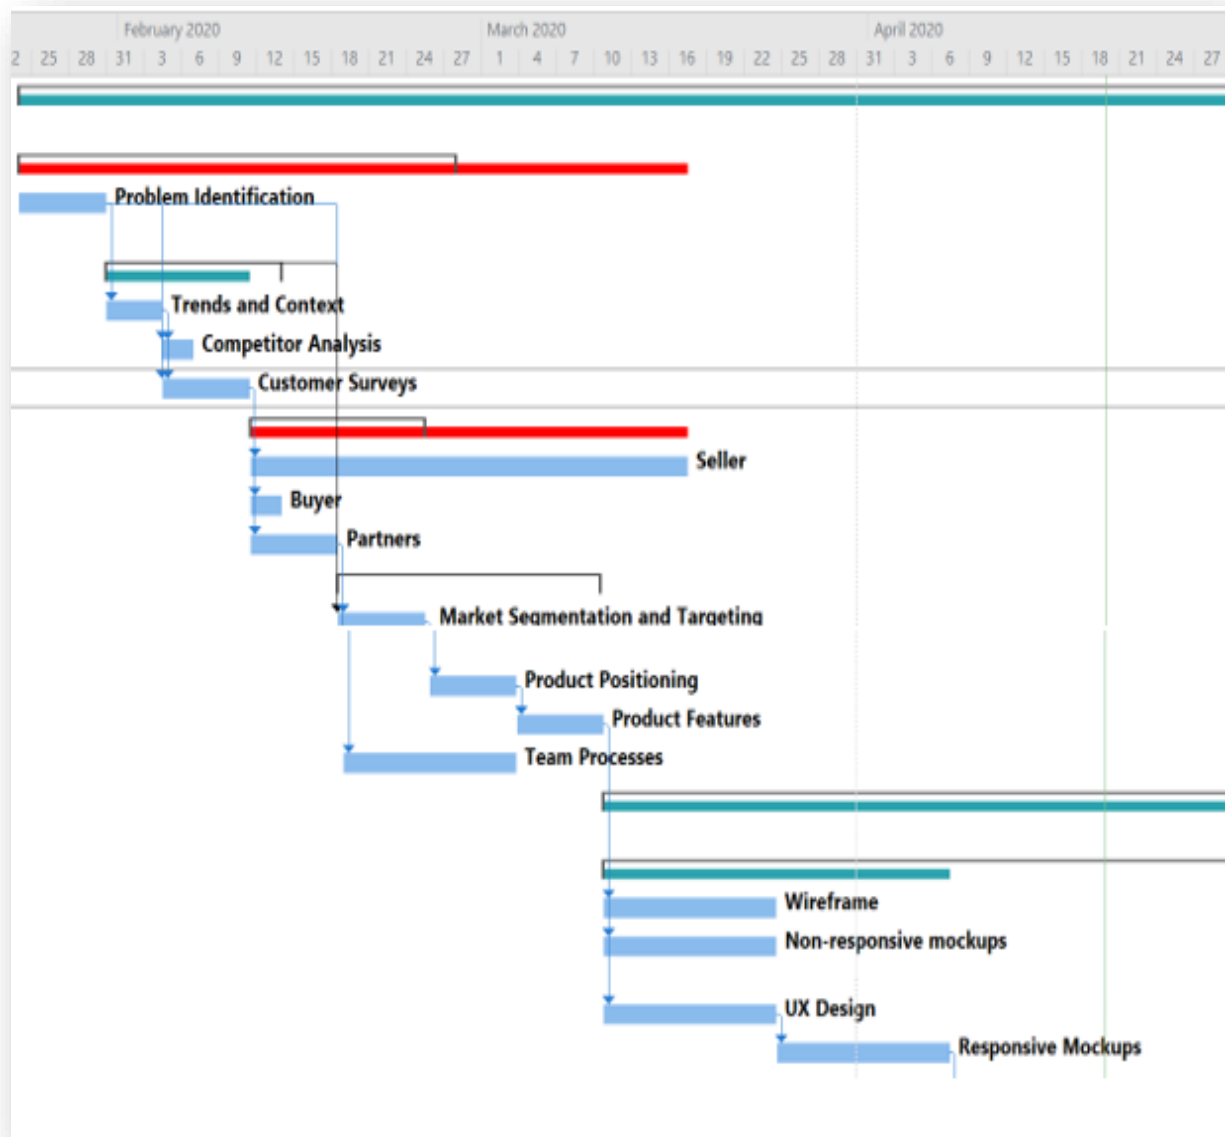 February 2020 March 2020 April 2020
2 25 28 31 3 6 9 12 15 18 21 24 27 1 4 7 10 13 16 19 22 25 28 31 3 6 9 12 15 18 21 24 27
Problem Identification
Trends and Context
Competitor Analysis
Customer Surveys
Seller
Buyer
Partners
Market Segmentation and Targeting
Product Positioning
Product Features
Team Processes
Wireframe
Non-responsive mockups
UX Design
Responsive Mockups